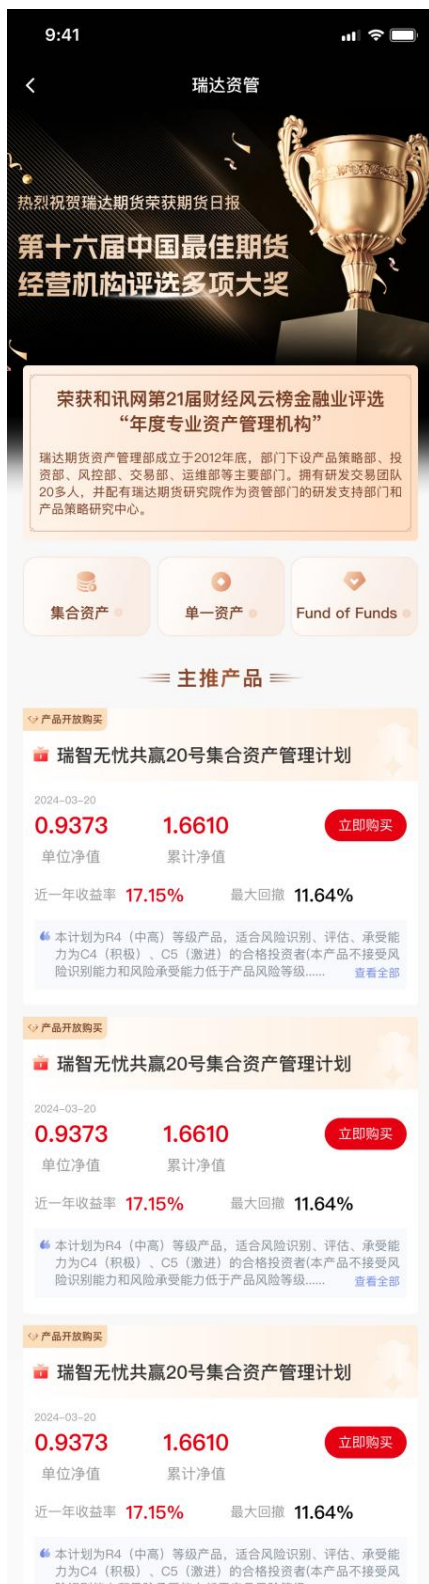 9:41
瑞达资管
热烈祝贺瑞达期货荣获期货日报
第十六届中国最佳期货
经营机构评选多项大奖
荣获和讯网第21届财经风云榜金融业评选
“年度专业资产管理机构”
瑞达期货资产管理部成立于2012年底，部门下设产品策略部、投
资部、风控部、交易部、运维部等主要部门。拥有研发交易团队
20多人，并配有瑞达期货研究院作为资管部门的研发支持部门和
产品策略研究中心。
集合资产 单一资产 Fund of Funds
主推产品
产品开放购买
瑞智无忧共赢20号集合资产管理计划
2024-03-20
0.9373 1.6610 立即购买
单位净值 累计净值
近一年收益率 17.15% 最大回撤 11.64%
本计划为R4（中高）等级产品，适合风险识别、评估、承受能
力为C4（积极）、C5（激进）的合格投资者(本产品不接受风
险识别能力和风险承受能力低于产品风险等级...... 查看全部
产品开放购买
瑞智无忧共赢20号集合资产管理计划
2024-03-20
0.9373 1.6610 立即购买
单位净值 累计净值
近一年收益率 17.15% 最大回撤 11.64%
本计划为R4（中高）等级产品，适合风险识别、评估、承受能
力为C4（积极）、C5（激进）的合格投资者(本产品不接受风
险识别能力和风险承受能力低于产品风险等级...... 查看全部
产品开放购买
瑞智无忧共赢20号集合资产管理计划
2024-03-20
0.9373 1.6610 立即购买
单位净值 累计净值
近一年收益率 17.15% 最大回撤 11.64%
本计划为R4（中高）等级产品，适合风险识别、评估、承受能
力为C4（积极）、C5（激进）的合格投资者(本产品不接受风